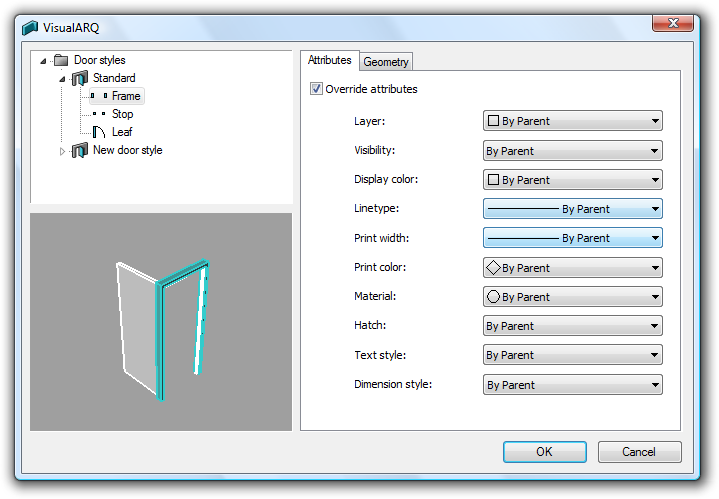 VisualARQ
Door styles
Standard
Frame
Stop
Leaf
New door style
Attributes
Geometry
Override attributes
Layer: By Parent
Visibility: By Parent
Display color: By Parent
Linetype: By Parent
Print width: By Parent
Print color: By Parent
Material: By Parent
Hatch: By Parent
Text style: By Parent
Dimension style: By Parent
OK
Cancel